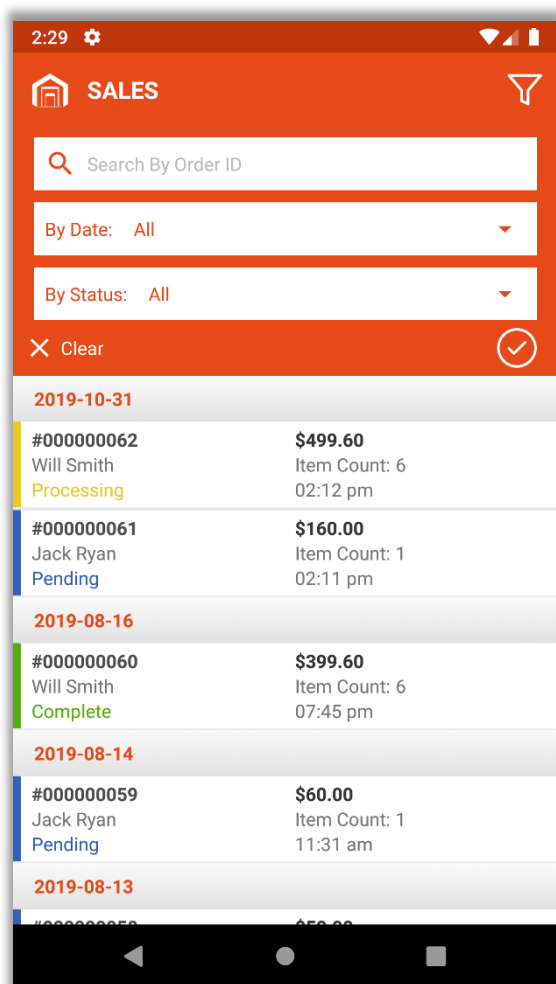 2:29
SALES
Search By Order ID
By Date: All
By Status: All
Clear
2019-10-31
#000000062 $499.60
Will Smith Item Count: 6
Processing 02:12 pm
#000000061 $160.00
Jack Ryan Item Count: 1
Pending 02:11 pm
2019-08-16
#000000060 $399.60
Will Smith Item Count: 6
Complete 07:45 pm
2019-08-14
#000000059 $60.00
Jack Ryan Item Count: 1
Pending 11:31 am
2019-08-13